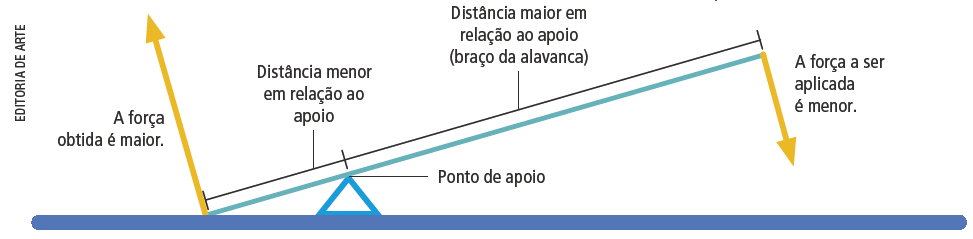 EDITORIA DE ARTE
A força
obtida é maior.
Distância menor
em relação ao
apoio
Distância maior em
relação ao apoio
(braço da alavanca)
A força a ser
aplicada
é menor.
Ponto de apoio